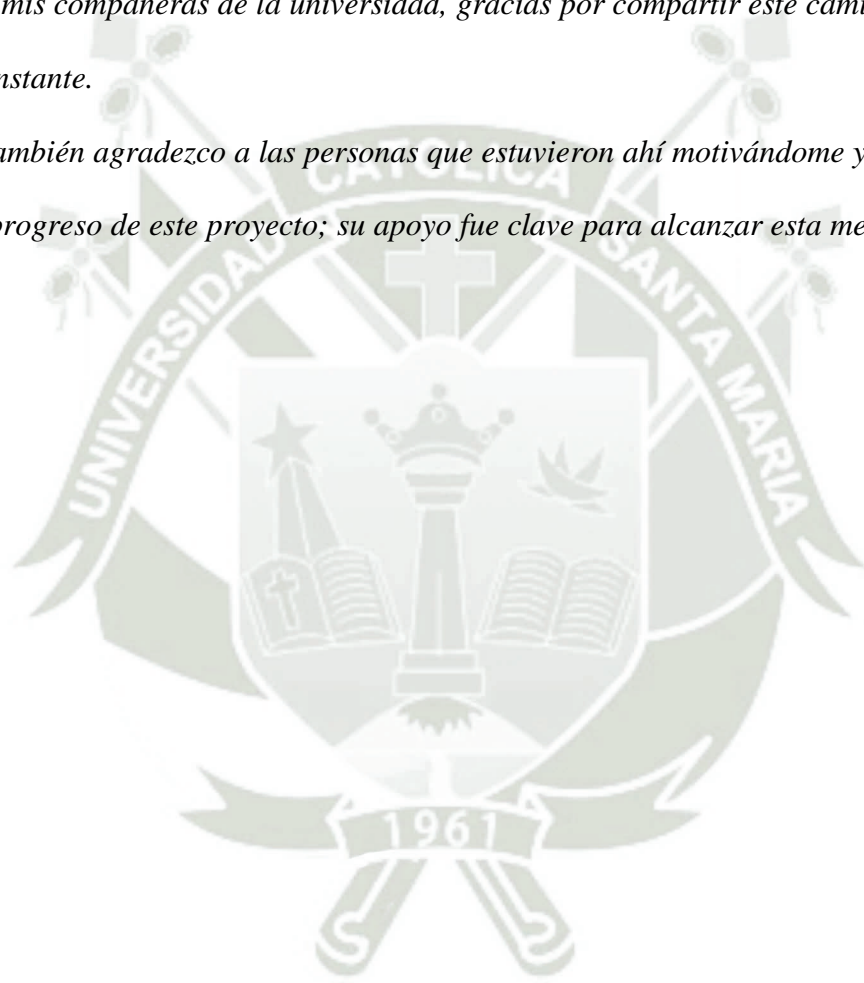 mis compañeras de la universidad, gracias por compartir este cami
nstante.
ambién agradezco a las personas que estuvieron ahí motivándome y
progreso de este proyecto; su apoyo fue clave para alcanzar esta me
UNIVERSIDAD CATOLICA SANTA MARIA
1961